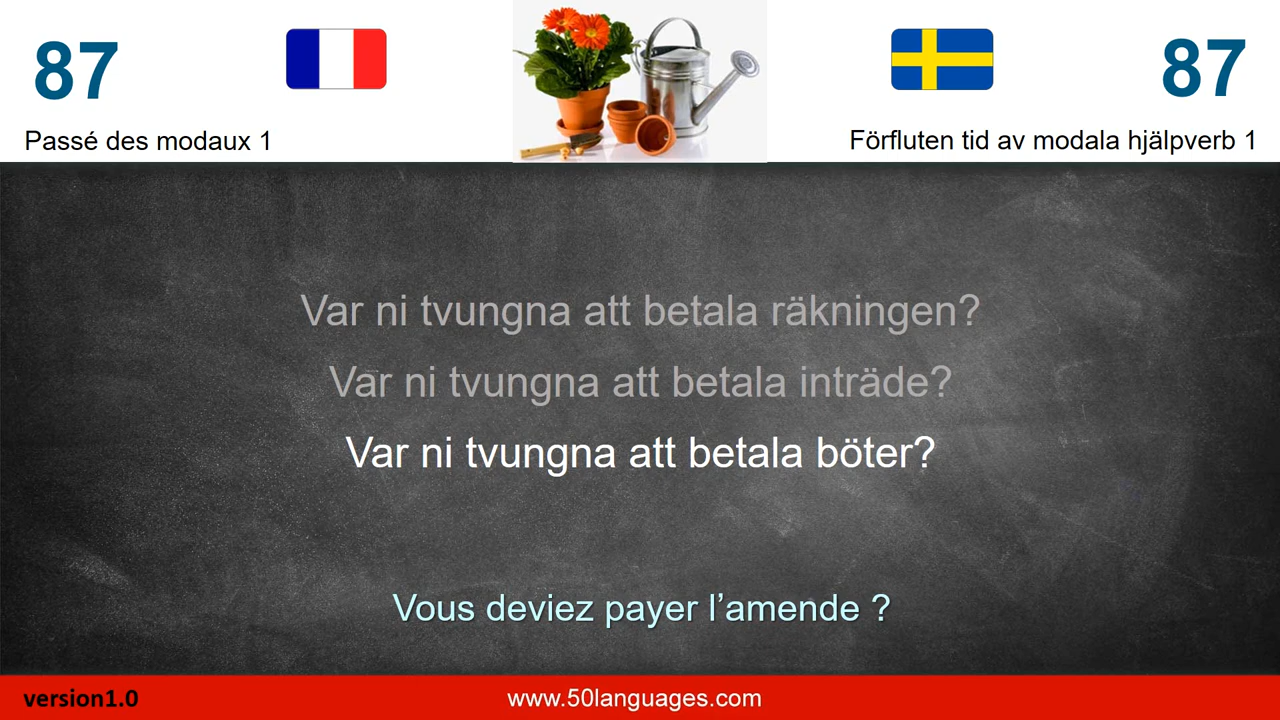 87
87
Passé des modaux 1
Förfluten tid av modala hjälpverb 1
Var ni tvungna att betala räkningen?
Var ni tvungna att betala inträde?
Var ni tvungna att betala böter?
Vous deviez payer l’amende ?
version1.0
www.50languages.com